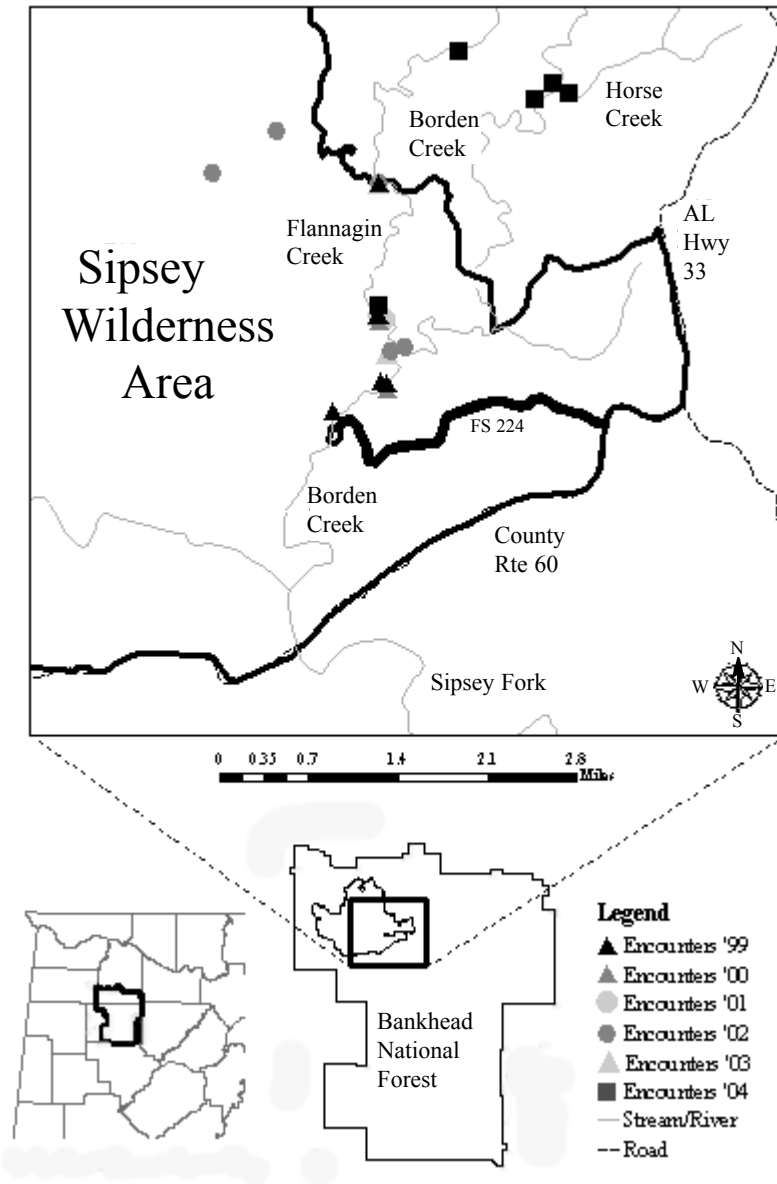 Horse
Creek
Borden
Creek
AL
Hwy
33
Flannagin
Creek
Sipsey
Wilderness
Area
FS 224
Borden
Creek
County
Rte 60
Sipsey Fork
N
W E
S
0 0.35 0.7 1.4 2.1 2.8
Miles
Legend
Encounters '99
Encounters '00
Encounters '01
Encounters '02
Encounters '03
Encounters '04
Stream/River
Road
Bankhead
National
Forest